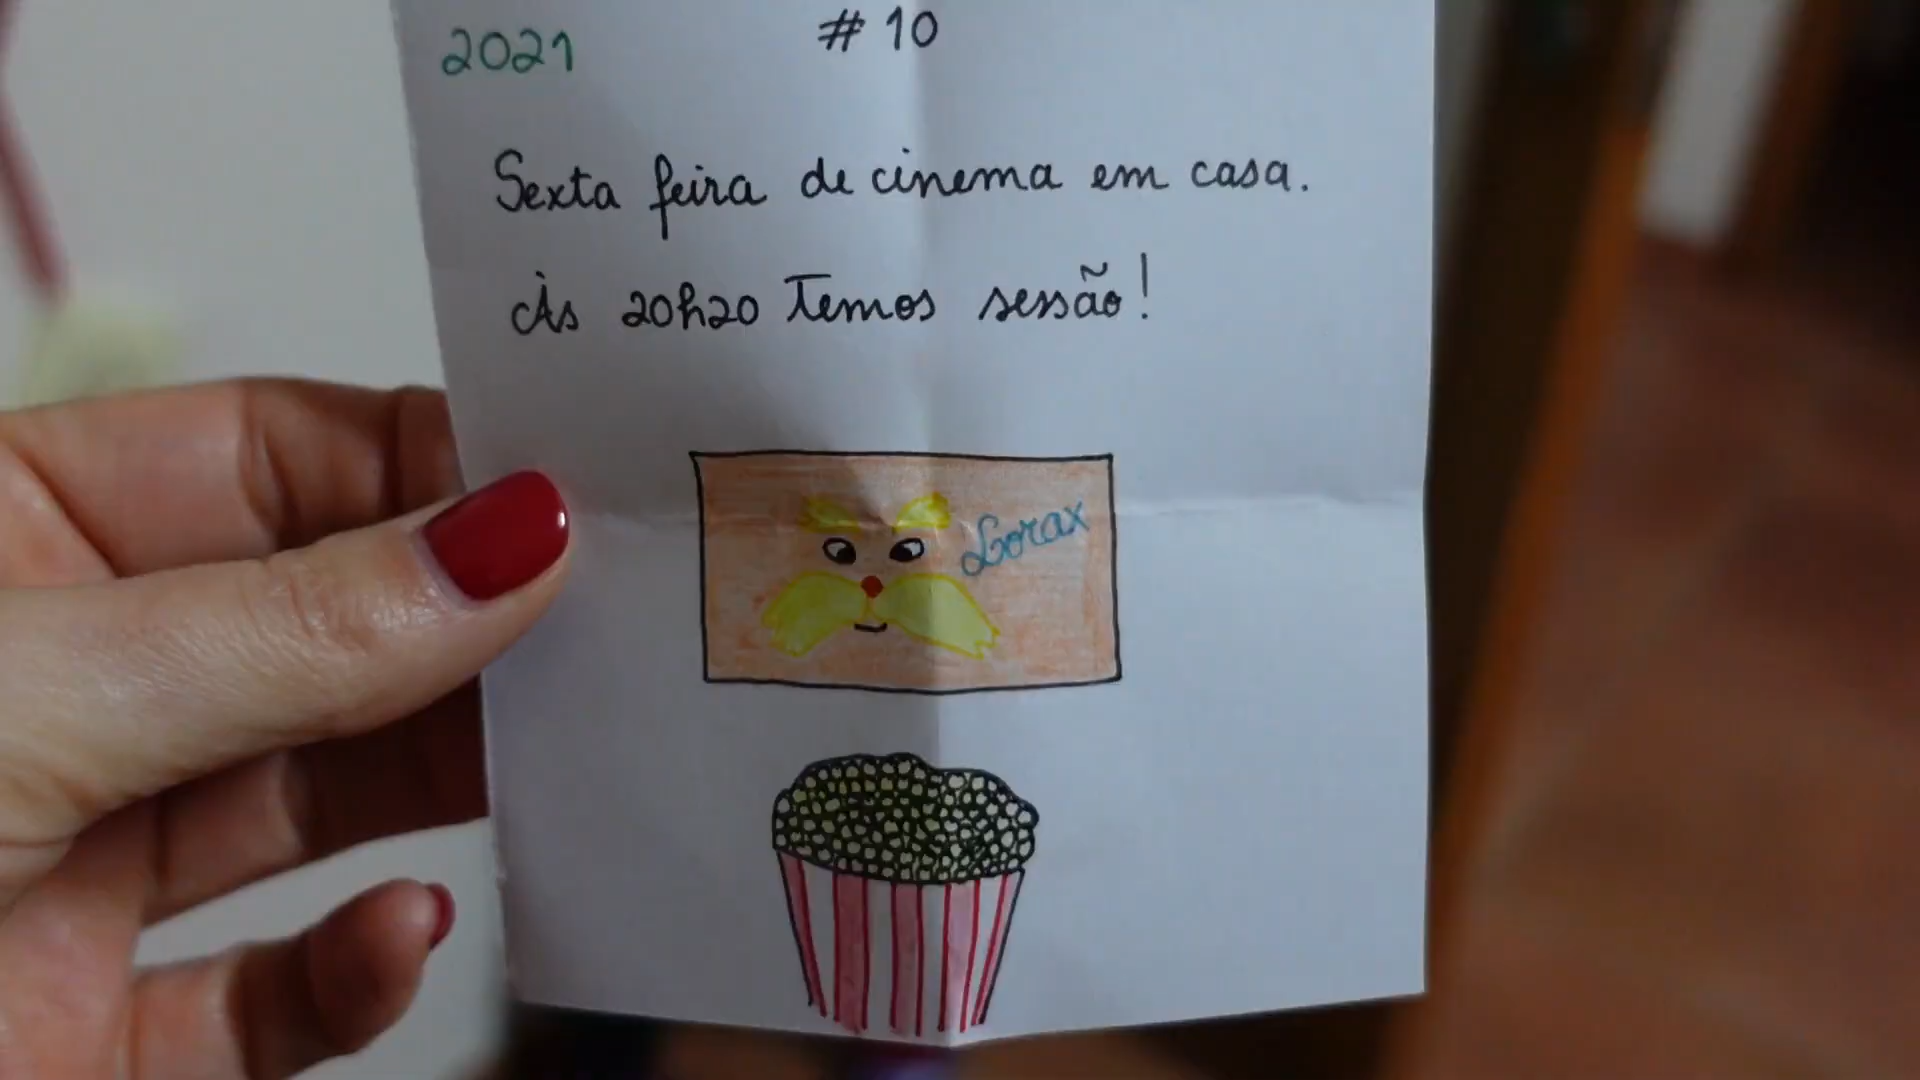 2021 # 10
Sexta feira de cinema em casa.
Às 20h20 Temos sessão!
Lorax